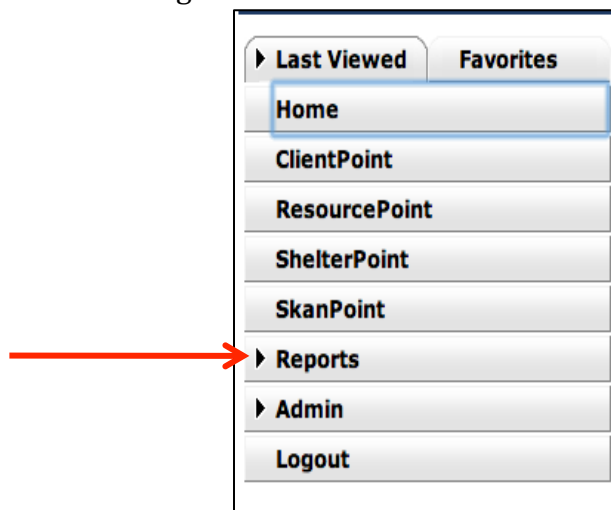 Last Viewed Favorites
Home
ClientPoint
ResourcePoint
ShelterPoint
SkanPoint
Reports
Admin
Logout